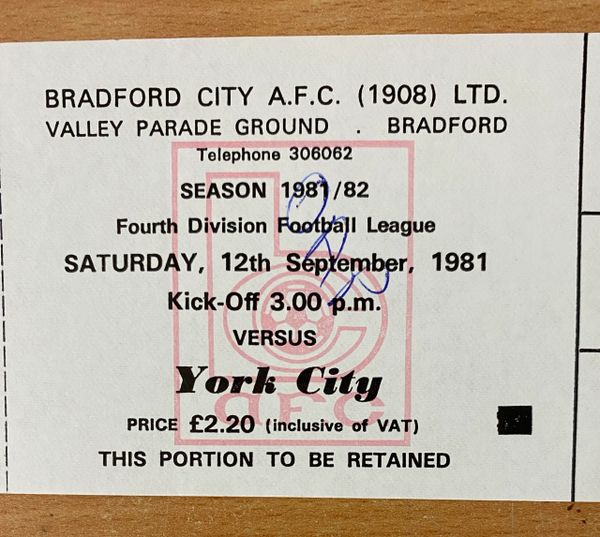 BRADFORD CITY A.F.C. (1908) LTD.
VALLEY PARADE GROUND . BRADFORD
Telephone 306062
SEASON 1981/82
Fourth Division Football League
SATURDAY, 12th September, 1981
Kick-Off 3.00 p.m.
VERSUS
York City
AFC
PRICE £2.20 (inclusive of VAT)
THIS PORTION TO BE RETAINED